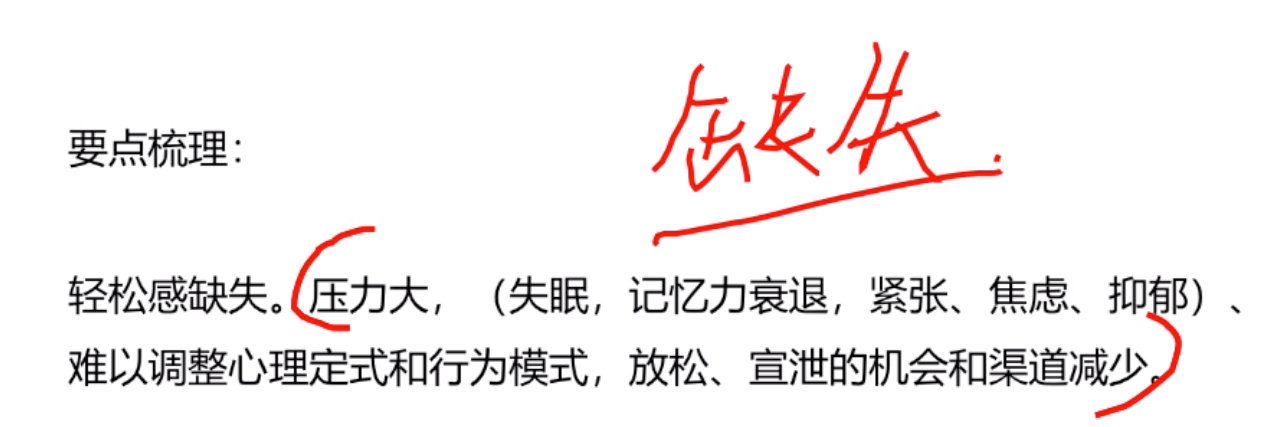 缺失
要点梳理：
轻松感缺失。压力大，（失眠，记忆力衰退，紧张、焦虑、抑郁）、
难以调整心理定式和行为模式，放松、宣泄的机会和渠道减少。